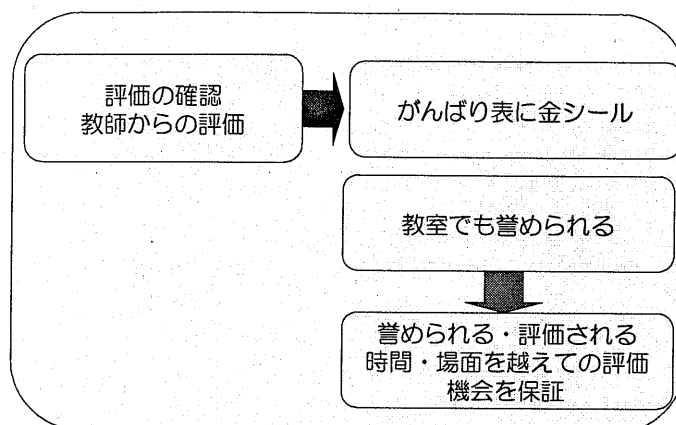 評価の確認
教師からの評価
がんばり表に金シール
教室でも誉められる
誉められる・評価される
時間・場面を越えての評価
機会を保証